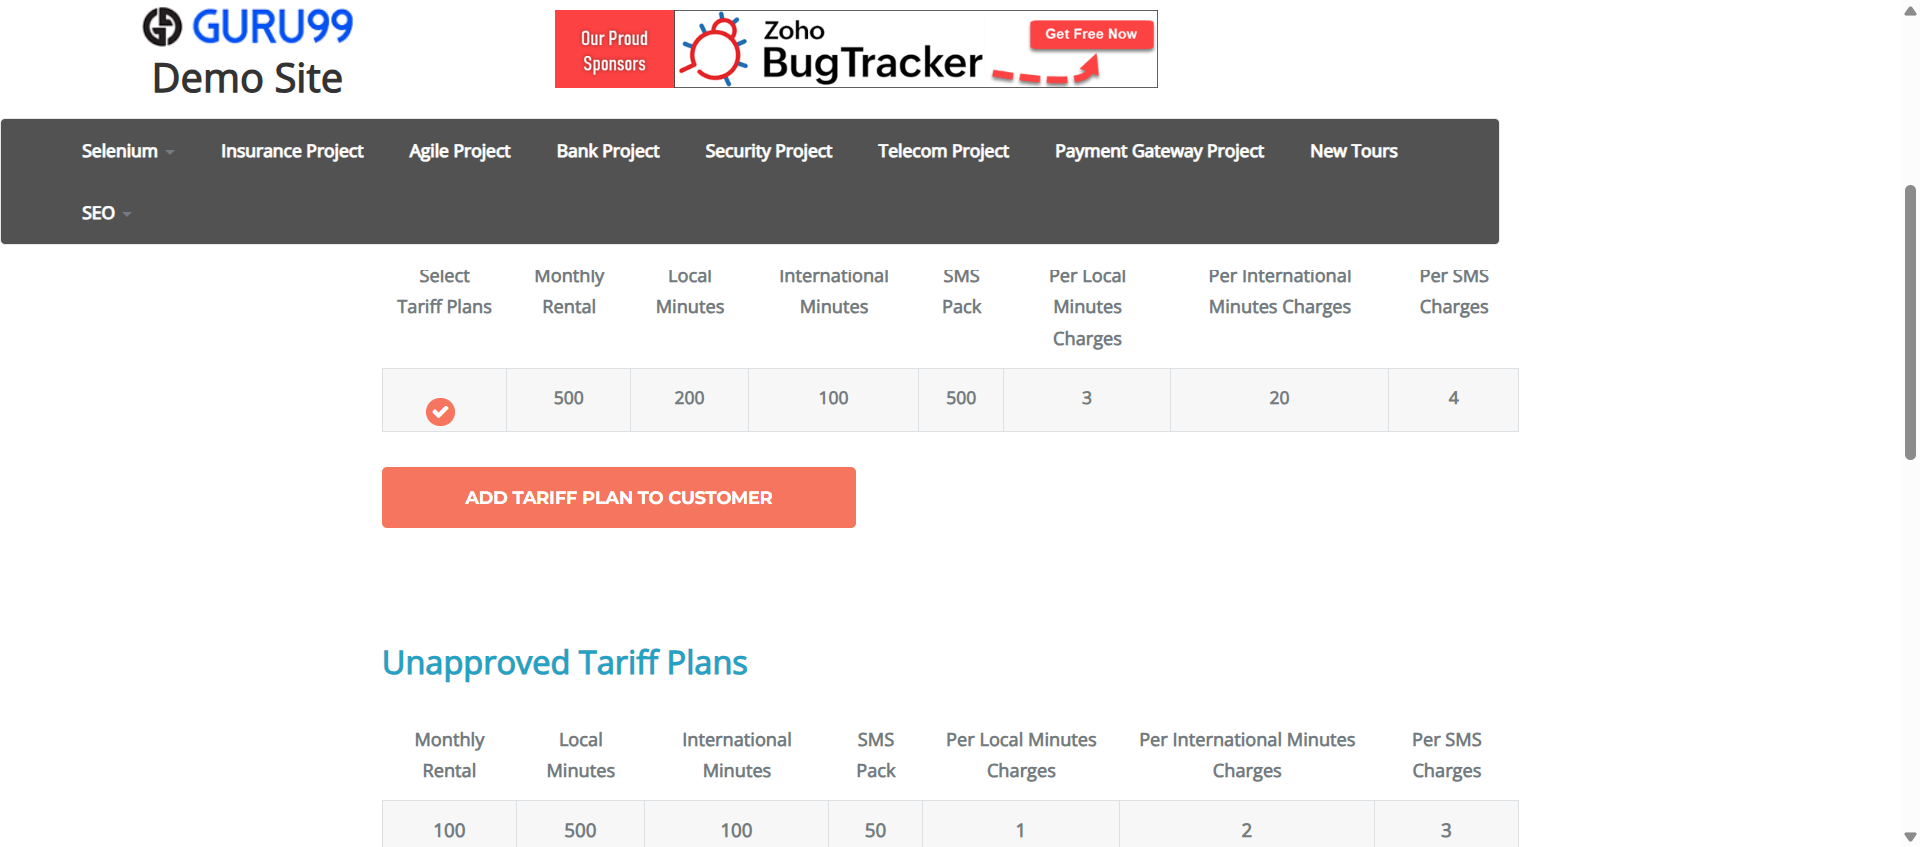 GURU99
Demo Site
Our Proud
Sponsors
Zoho
BugTracker
Get Free Now
Selenium
Insurance Project
Agile Project
Bank Project
Security Project
Telecom Project
Payment Gateway Project
New Tours
SEO
Select
Tariff Plans
Monthly
Rental
Local
Minutes
International
Minutes
SMS
Pack
Per Local
Minutes
Charges
Per International
Minutes Charges
Per SMS
Charges
500
200
100
500
3
20
4
ADD TARIFF PLAN TO CUSTOMER
Unapproved Tariff Plans
Monthly
Rental
Local
Minutes
International
Minutes
SMS
Pack
Per Local Minutes
Charges
Per International Minutes
Charges
Per SMS
Charges
100
500
100
50
1
2
3